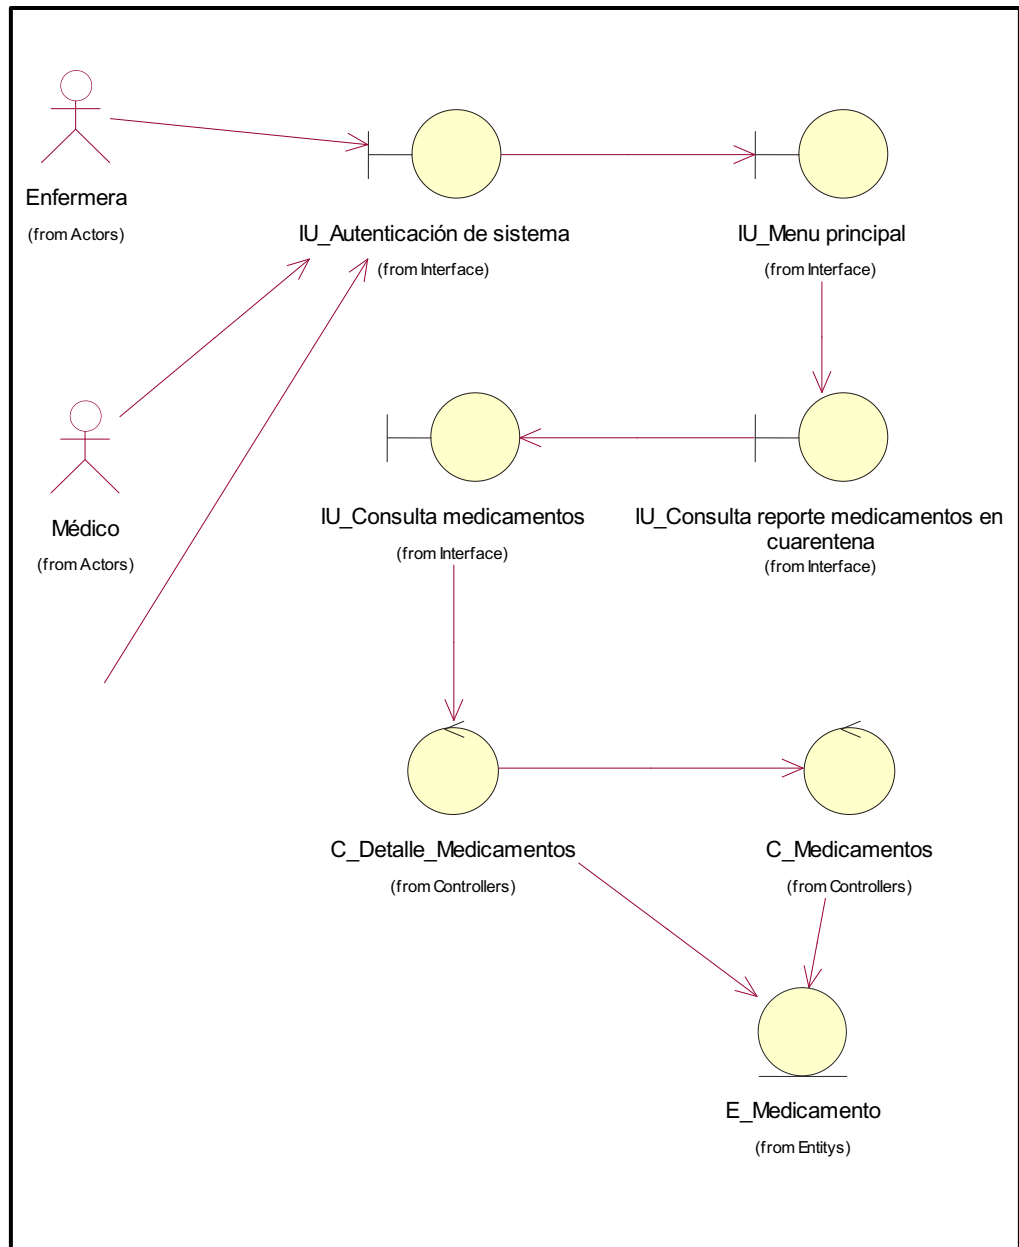 Enfermera
(from Actors)
IU_Autenticación de sistema
(from Interface)
IU_Menu principal
(from Interface)
Médico
(from Actors)
IU_Consulta medicamentos
(from Interface)
IU_Consulta reporte medicamentos en
cuarentena
(from Interface)
C_Detalle_Medicamentos
(from Controllers)
C_Medicamentos
(from Controllers)
E_Medicamento
(from Entitys)